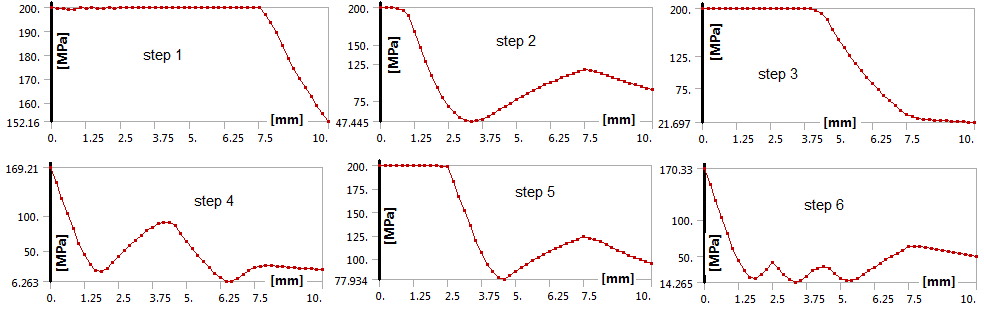 200.
190.
180.
170.
160.
152.16
[MPa]
step 1
[mm]
0. 1.25 2.5 3.75 5. 6.25 7.5 10.
200.
150.
125.
75.
47.445
[MPa]
step 2
[mm]
0. 1.25 2.5 3.75 5. 6.25 7.5 10.
200.
125.
75.
21.697
[MPa]
step 3
[mm]
0. 1.25 2.5 3.75 5. 6.25 7.5 10.
169.21
100.
50.
6.263
[MPa]
step 4
[mm]
0. 1.25 2.5 3.75 5. 6.25 7.5 10.
200.
175.
150.
125.
100.
77.934
[MPa]
step 5
[mm]
0. 1.25 2.5 3.75 5. 6.25 7.5 10.
170.33
100.
50.
14.265
[MPa]
step 6
[mm]
0. 1.25 2.5 3.75 5. 6.25 7.5 10.